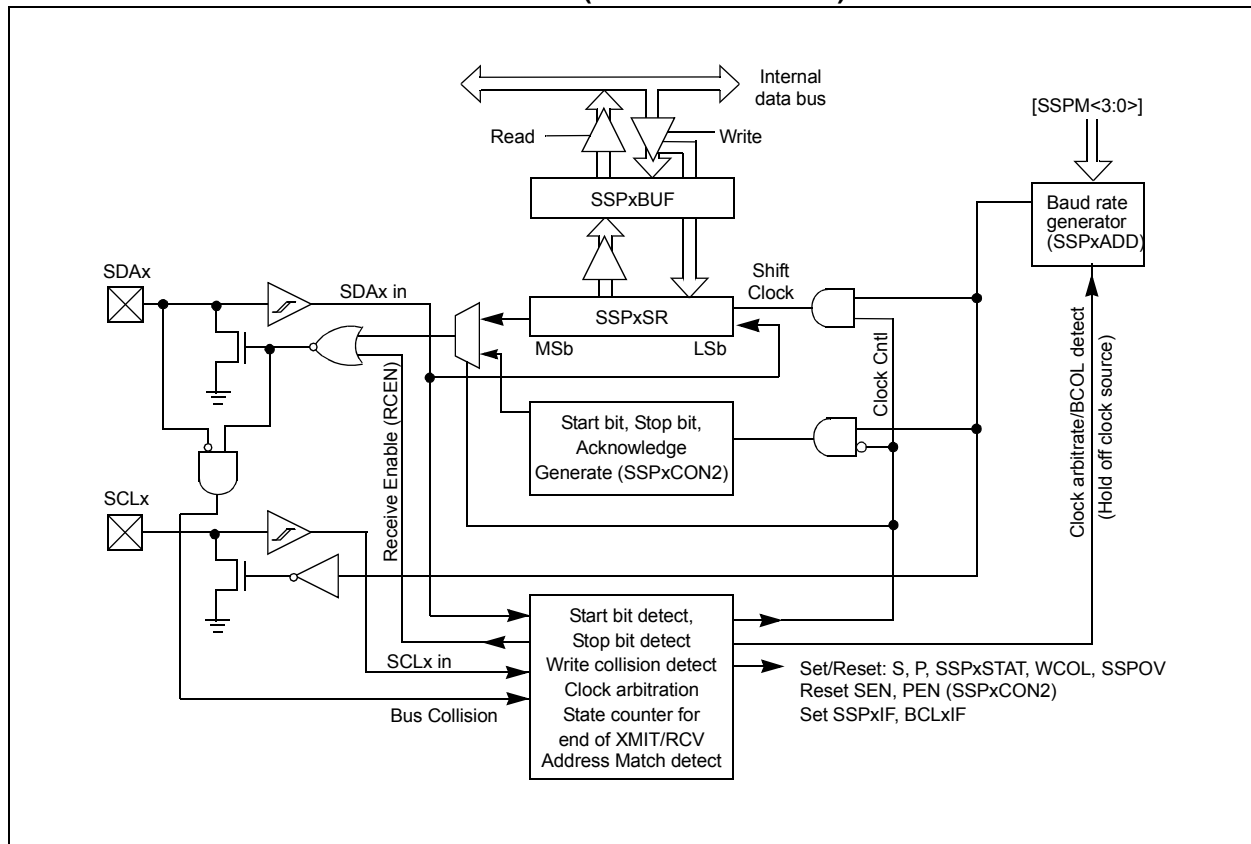 Internal
data bus
[SSPM<3:0>]
Read
Write
SSPxBUF
Baud rate
generator
(SSPxADD)
SDAx
SDAx in
Shift
Clock
SSPxSR
MSb
LSb
Receive Enable (RCEN)
Clock Cntl
Clock arbitrate/BCOL detect
(Hold off clock source)
Start bit, Stop bit,
Acknowledge
Generate (SSPxCON2)
SCLx
SCLx in
Bus Collision
Start bit detect,
Stop bit detect
Write collision detect
Clock arbitration
State counter for
end of XMIT/RCV
Address Match detect
Set/Reset: S, P, SSPxSTAT, WCOL, SSPOV
Reset SEN, PEN (SSPxCON2)
Set SSPxIF, BCLxIF